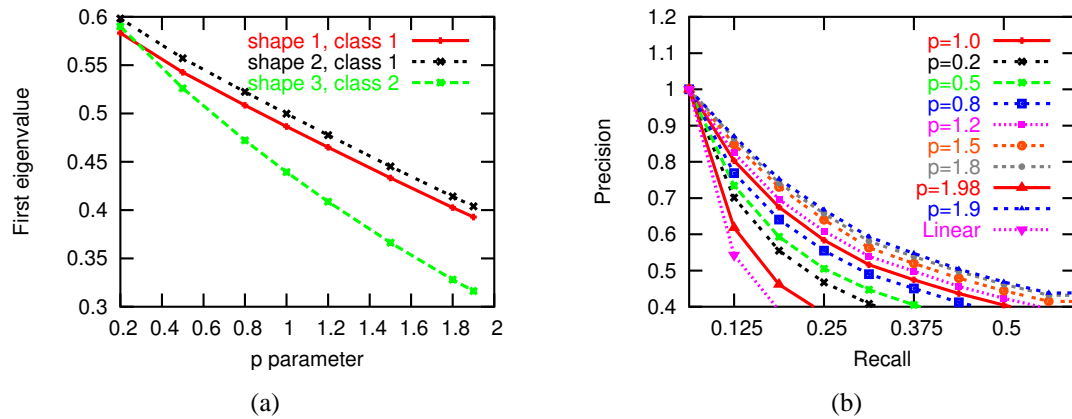 0.6
0.55
0.5
0.45
0.4
0.35
0.3
0.2 0.4 0.6 0.8 1 1.2 1.4 1.6 1.8 2
First eigenvalue
p parameter
shape 1, class 1
shape 2, class 1
shape 3, class 2
(a)
1.2
1.1
1
0.9
0.8
0.7
0.6
0.5
0.4
0.125 0.25 0.375 0.5
Precision
Recall
p=1.0
p=0.2
p=0.5
p=0.8
p=1.2
p=1.5
p=1.8
p=1.98
p=1.9
Linear
(b)